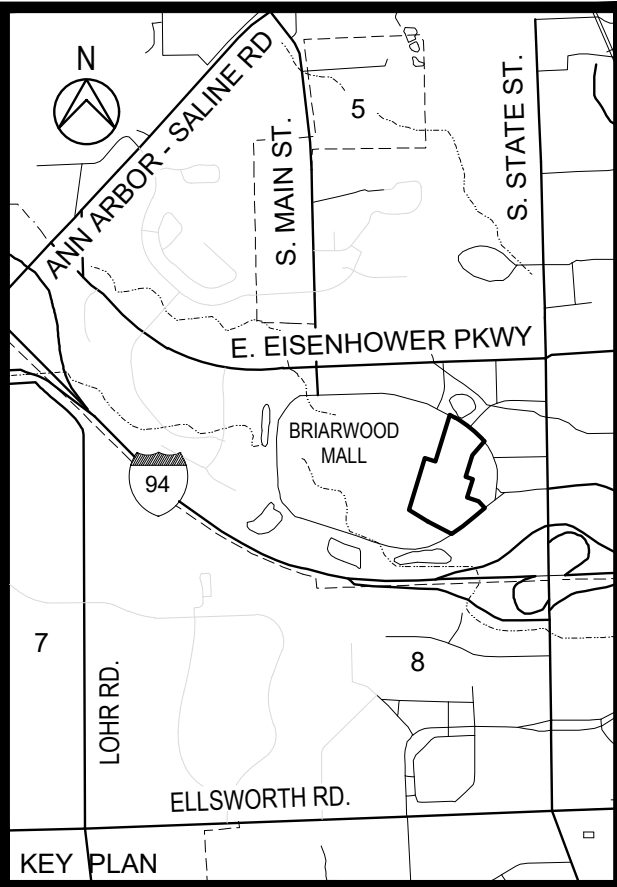 N
ANN ARBOR - SALINE RD
5
S. MAIN ST.
S. STATE ST.
E. EISENHOWER PKWY
BRIARWOOD
MALL
94
7
LOHR RD.
8
ELLSWORTH RD.
KEY PLAN